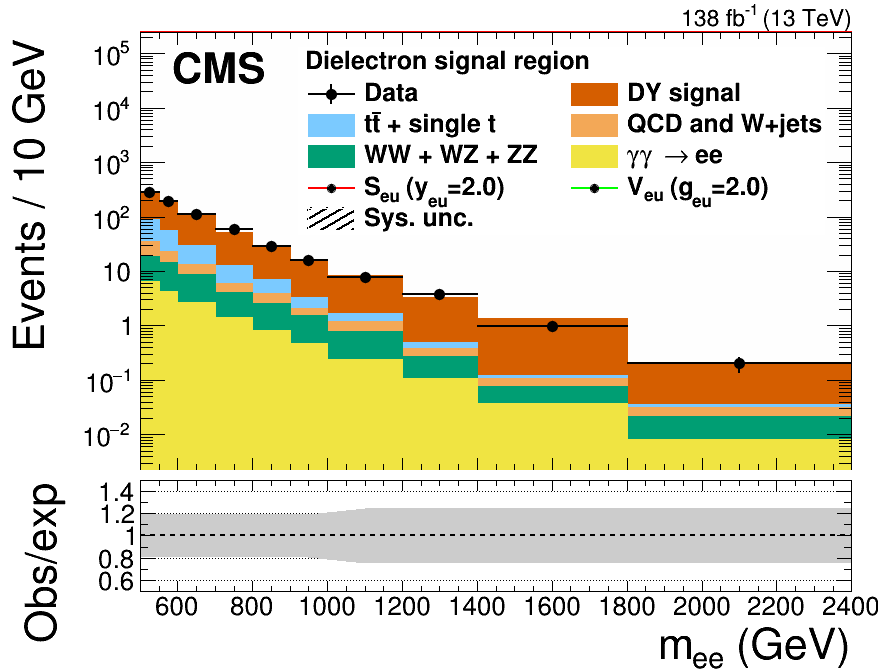 138 fb⁻¹ (13 TeV)
CMS
Dielectron signal region
Data
DY signal
tt̄ + single t
QCD and W+jets
WW + WZ + ZZ
γγ → ee
S_eu (y_eu=2.0)
V_eu (g_eu=2.0)
Sys. unc.
Events / 10 GeV
10⁵
10⁴
10³
10²
10
1
10⁻¹
10⁻²
Obs/exp
1.4
1.2
1
0.8
0.6
600 800 1000 1200 1400 1600 1800 2000 2200 2400
m_ee (GeV)